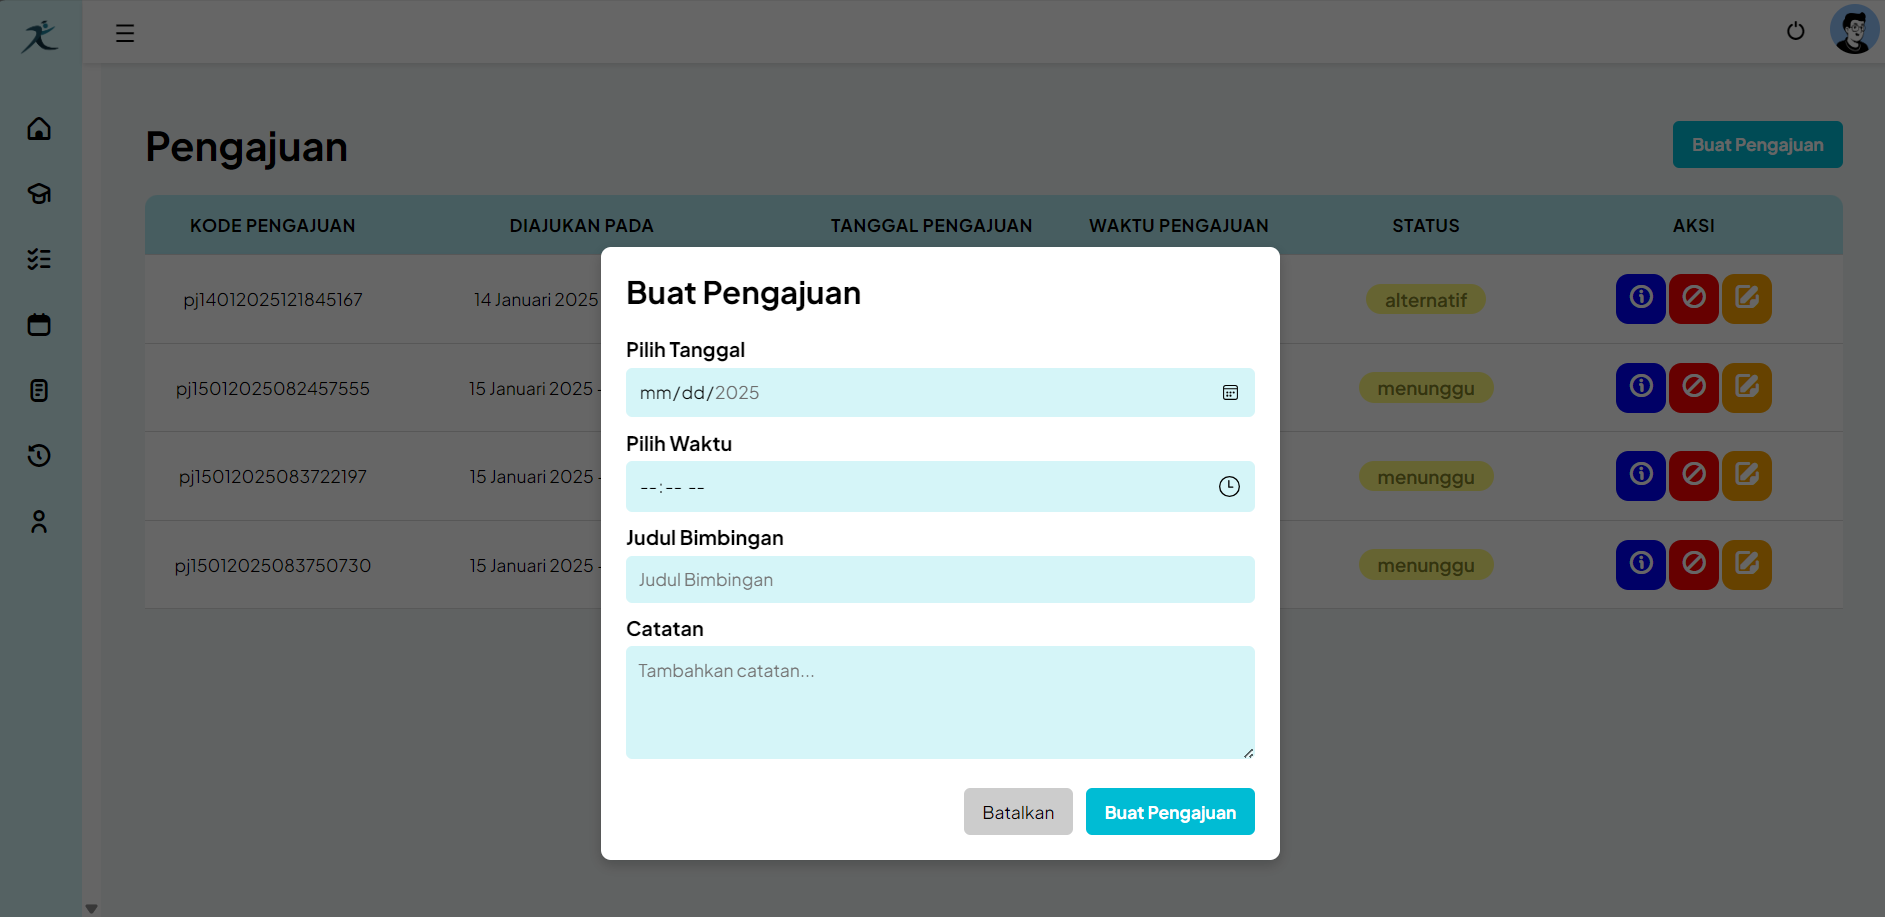 Pengajuan
Buat Pengajuan
KODE PENGAJUAN DIAJUKAN PADA TANGGAL PENGAJUAN WAKTU PENGAJUAN STATUS AKSI
pj14012025121845167 14 Januari 2025 alternatif
pj15012025082457555 15 Januari 2025 - menunggu
pj15012025083722197 15 Januari 2025 - menunggu
pj15012025083750730 15 Januari 2025 - menunggu
Buat Pengajuan
Pilih Tanggal
mm/dd/2025
Pilih Waktu
--:-- --
Judul Bimbingan
Judul Bimbingan
Catatan
Tambahkan catatan...
Batalkan Buat Pengajuan